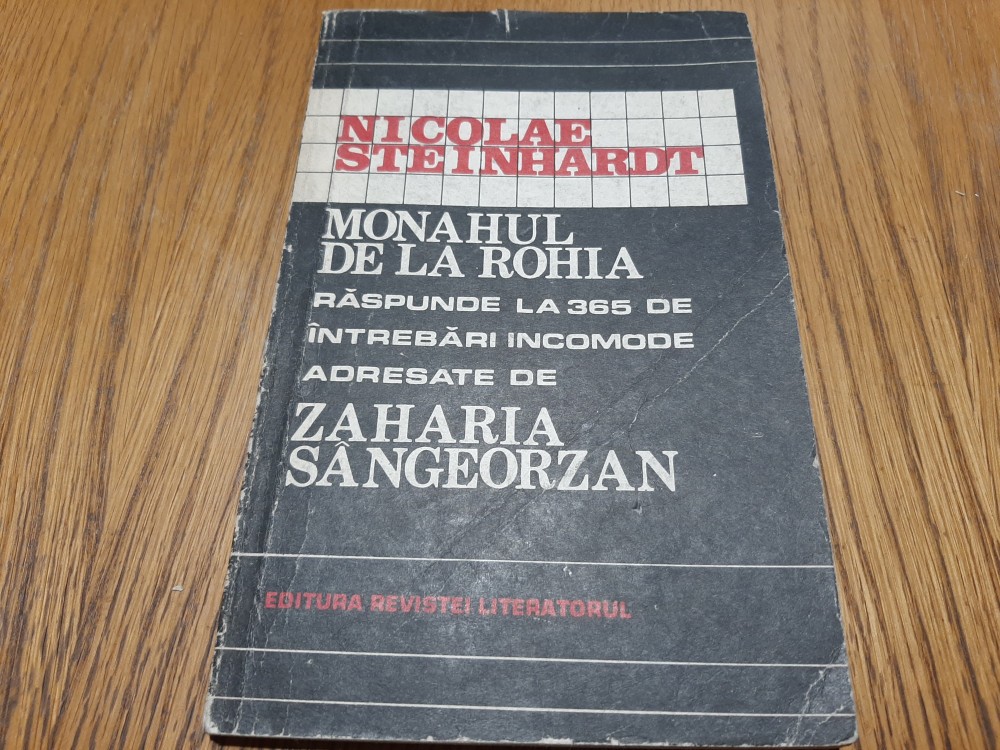 NICOLAE
STEINHARDT
MONAHUL
DE LA ROHIA
RĂSPUNDE LA 365 DE
ÎNTREBĂRI INCOMODE
ADRESATE DE
ZAHARIA
SÂNGEORZAN
EDITURA REVISTEI LITERATORUL